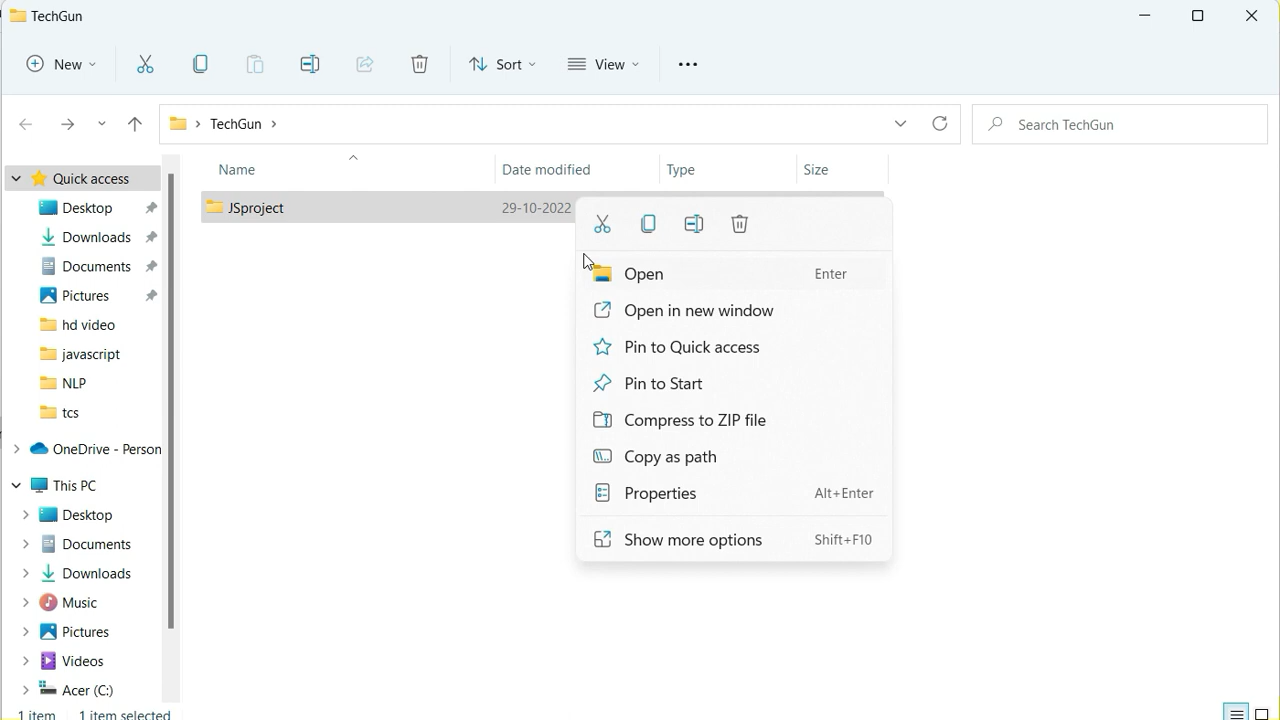 TechGun
New
Sort
View
TechGun
Search TechGun
Name
Date modified
Type
Size
Quick access
Desktop
Downloads
Documents
Pictures
hd video
javascript
NLP
tcs
OneDrive - Person
This PC
Desktop
Documents
Downloads
Music
Pictures
Videos
Acer (C:)
JSproject
29-10-2022
Open Enter
Open in new window
Pin to Quick access
Pin to Start
Compress to ZIP file
Copy as path
Properties Alt+Enter
Show more options Shift+F10
1 item 1 item selected